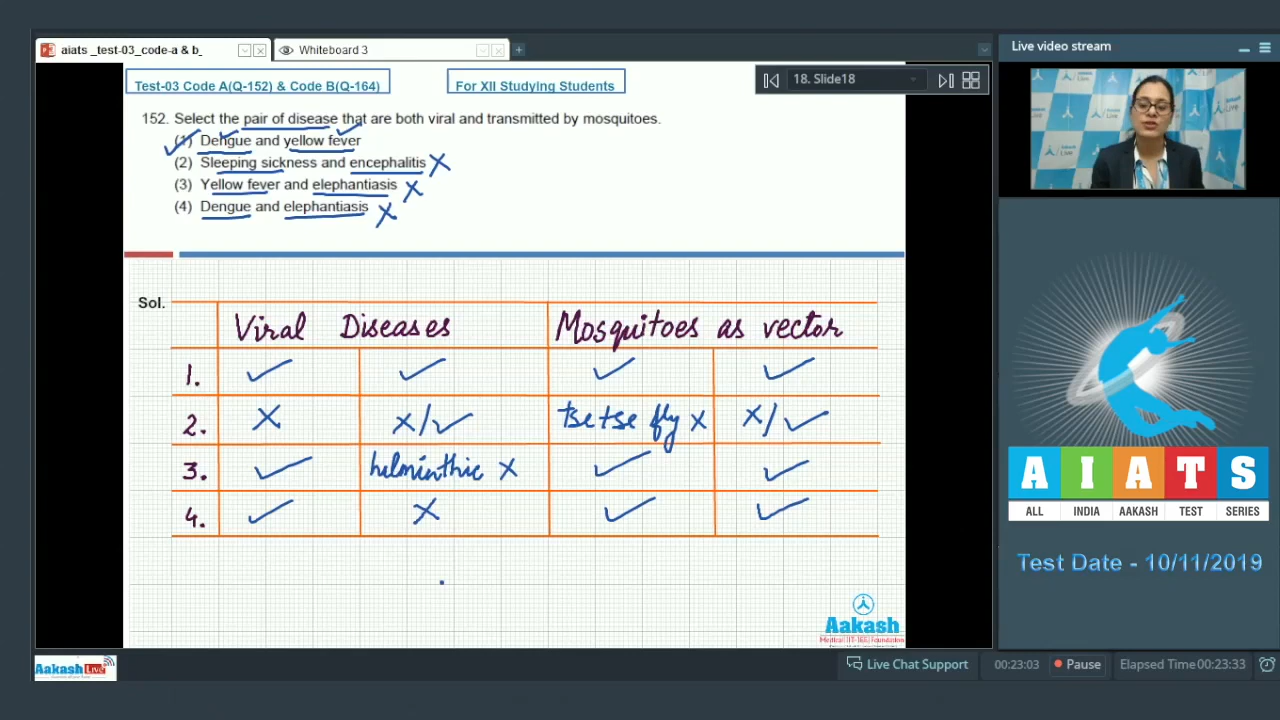 aiats _test-03_code-a & b_
Whiteboard 3
Live video stream
Test-03 Code A(Q-152) & Code B(Q-164)
For XII Studying Students
18. Slide18
152. Select the pair of disease that are both viral and transmitted by mosquitoes.
(1) Dengue and yellow fever
(2) Sleeping sickness and encephalitis
(3) Yellow fever and elephantiasis
(4) Dengue and elephantiasis
Sol.
Viral Diseases Mosquitoes as vector
1. ✓ ✓ ✓ ✓
2. X X/✓ tse tse fly X X/✓
3. ✓ helminthic X ✓ ✓
4. ✓ X ✓ ✓
Aakash
AIATS
ALL INDIA AAKASH TEST SERIES
Test Date - 10/11/2019
Aakash Live
Live Chat Support
00:23:03
Pause
Elapsed Time 00:23:33